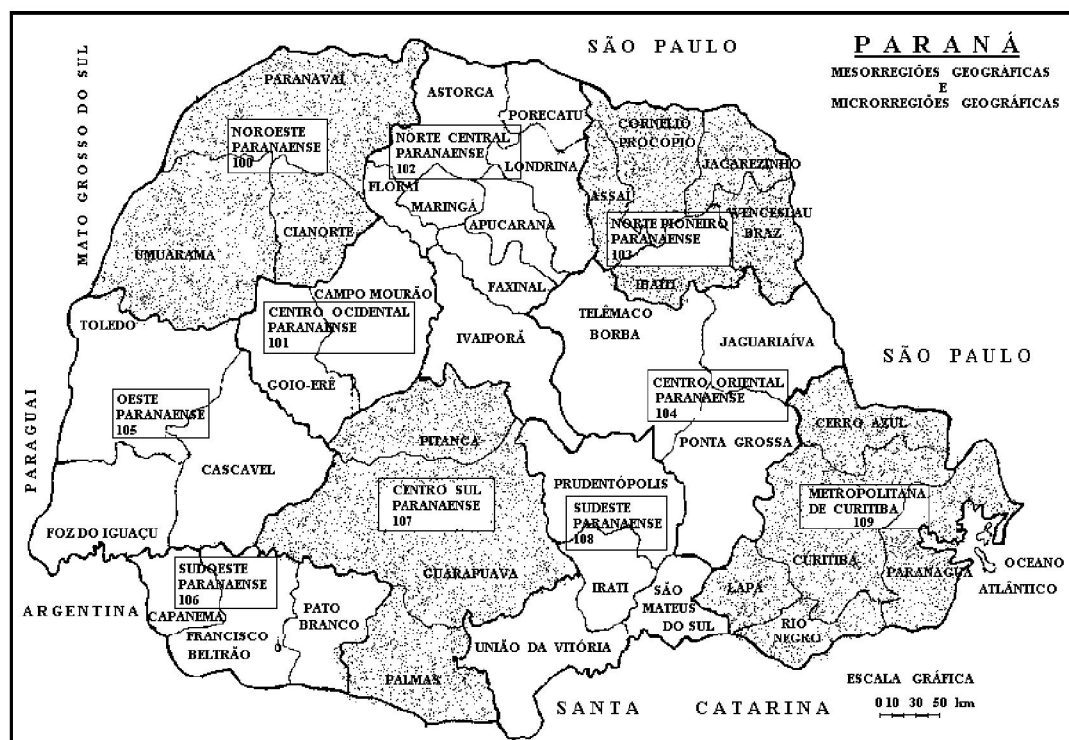 SÃO PAULO
PARANÁ
MESORREGIÕES GEOGRÁFICAS
E
MICRORREGIÕES GEOGRÁFICAS
MATO GROSSO DO SUL
PARANAVAÍ
ASTORGA
PORECATU
NOROESTE
PARANAENSE
100
NORTE CENTRAL
PARANAENSE
102
LONDRINA
CORNÉLIO
PROCÓPIO
JACAREZINHO
FLORAÍ
MARINGÁ
APUCARANA
ASSAÍ
NORTE PIONEIRO
PARANAENSE
103
WENCESLAU
BRAZ
CIANORTE
UMUARAMA
FAXINAL
IBAITI
TOLEDO
CAMPO MOURÃO
CENTRO OCIDENTAL
PARANAENSE
101
IVAIPORÃ
TELÊMACO
BORBA
JAGUARIAÍVA
SÃO PAULO
GOIO-ERÊ
OESTE
PARANAENSE
105
CENTRO ORIENTAL
PARANAENSE
104
PARAGUAI
PITANGA
PONTA GROSSA
CERRO AZUL
CASCAVEL
CENTRO SUL
PARANAENSE
107
PRUDENTÓPOLIS
SUDESTE
PARANAENSE
108
METROPOLITANA
DE CURITIBA
109
FOZ DO IGUAÇU
SUDOESTE
PARANAENSE
106
GUARAPUAVA
IRATI
SÃO
MATEUS
DO SUL
LAPA
CURITIBA
PARANAGUÁ
OCEANO
ATLÂNTICO
ARGENTINA
CAPANEMA
PATO
BRANCO
FRANCISCO
BELTRÃO
RIO
NEGRO
UNIÃO DA VITÓRIA
PALMAS
SANTA CATARINA
ESCALA GRÁFICA
0 10 30 50 km